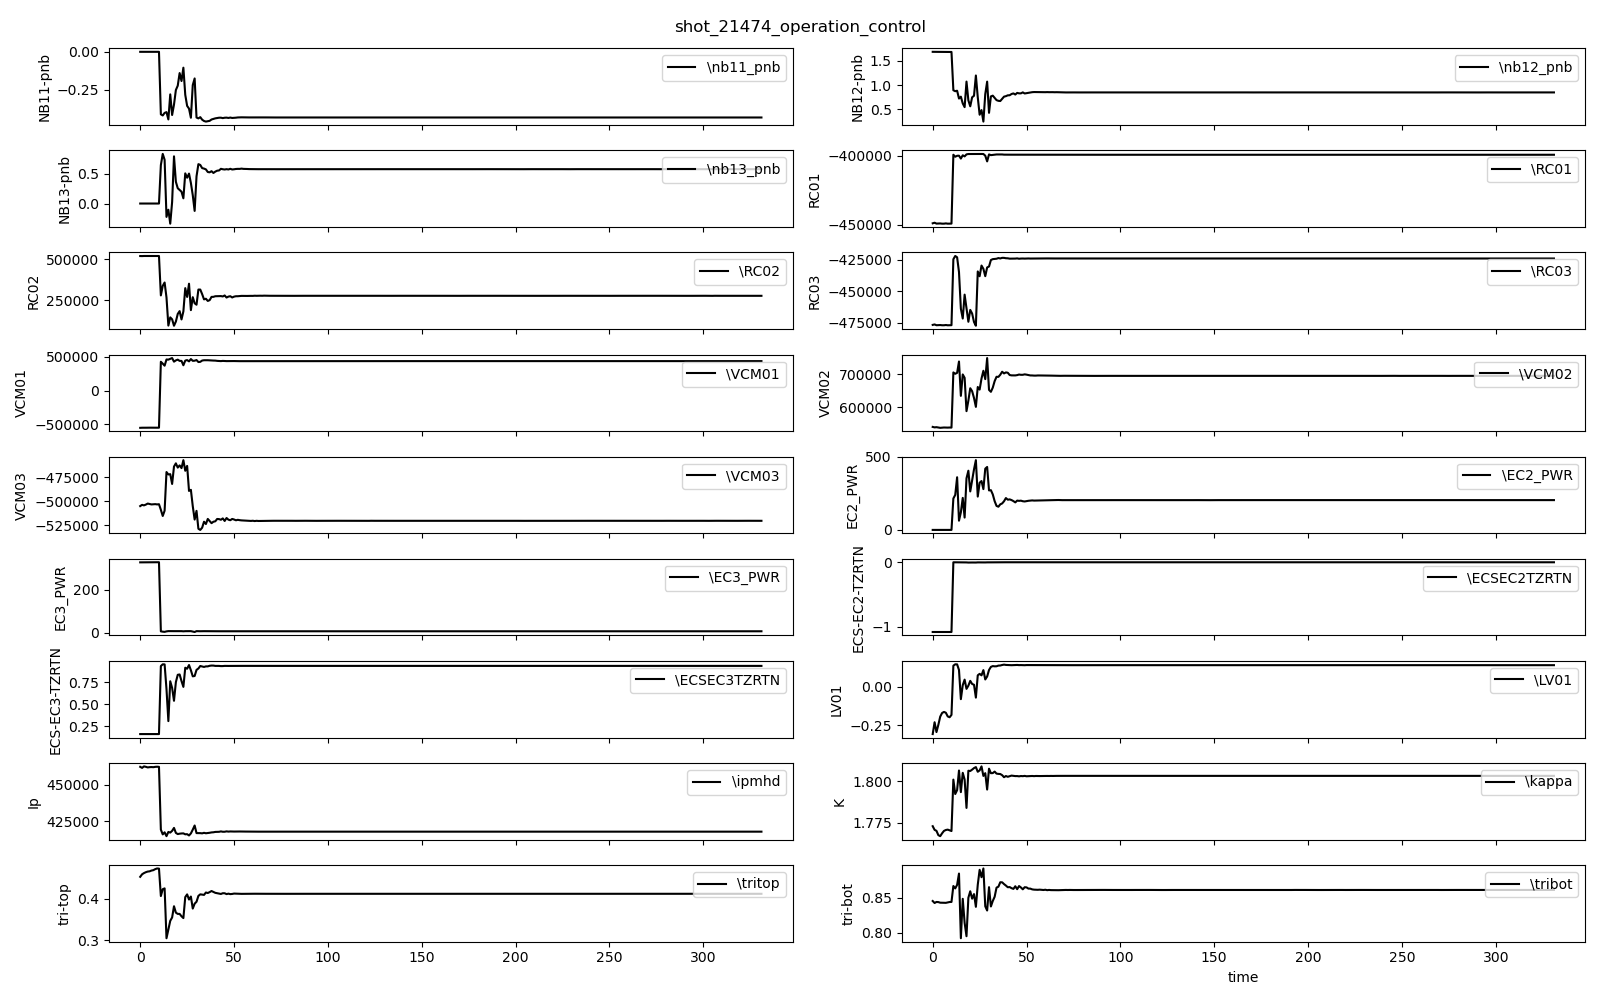 shot_21474_operation_control
NB11-pnb
0.00
−0.25
\nb11_pnb
NB12-pnb
1.5
1.0
0.5
\nb12_pnb
NB13-pnb
0.5
0.0
\nb13_pnb
RC01
−400000
−450000
\RC01
RC02
500000
250000
\RC02
RC03
−425000
−450000
−475000
\RC03
VCM01
500000
0
−500000
\VCM01
VCM02
700000
600000
\VCM02
VCM03
−475000
−500000
−525000
\VCM03
EC2_PWR
500
0
\EC2_PWR
EC3_PWR
200
0
\EC3_PWR
ECS-EC2-TZRTN
0
−1
\ECSEC2TZRTN
ECS-EC3-TZRTN
0.75
0.50
0.25
\ECSEC3TZRTN
LV01
0.00
−0.25
\LV01
Ip
450000
425000
\ipmhd
K
1.800
1.775
\kappa
tri-top
0.4
0.3
\tritop
0 50 100 150 200 250 300
tri-bot
0.85
0.80
\tribot
0 50 100 150 200 250 300
time